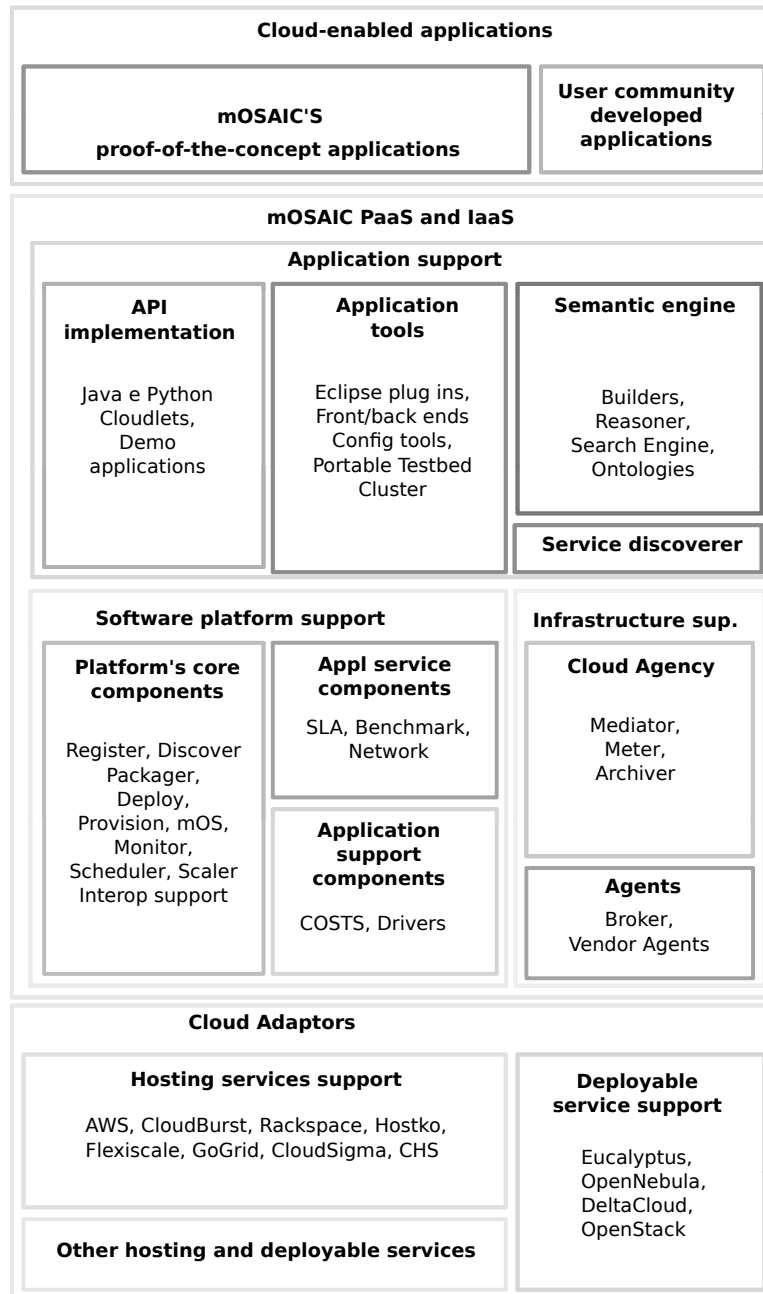 Cloud-enabled applications
mOSAIC'S
proof-of-the-concept applications
User community
developed
applications
mOSAIC PaaS and IaaS
Application support
API
implementation
Java e Python
Cloudlets,
Demo
applications
Application
tools
Eclipse plug ins,
Front/back ends
Config tools,
Portable Testbed
Cluster
Semantic engine
Builders,
Reasoner,
Search Engine,
Ontologies
Service discoverer
Software platform support
Platform's core
components
Register, Discover
Packager,
Deploy,
Provision, mOS,
Monitor,
Scheduler, Scaler
Interop support
Appl service
components
SLA, Benchmark,
Network
Application
support
components
COSTS, Drivers
Infrastructure sup.
Cloud Agency
Mediator,
Meter,
Archiver
Agents
Broker,
Vendor Agents
Cloud Adaptors
Hosting services support
AWS, CloudBurst, Rackspace, Hostko,
Flexiscale, GoGrid, CloudSigma, CHS
Other hosting and deployable services
Deployable
service support
Eucalyptus,
OpenNebula,
DeltaCloud,
OpenStack